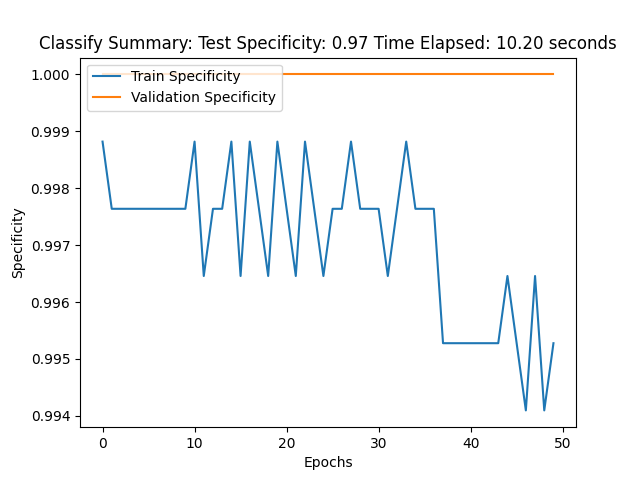 Classify Summary: Test Specificity: 0.97 Time Elapsed: 10.20 seconds
Train Specificity
Validation Specificity
1.000
0.999
0.998
0.997
0.996
0.995
0.994
Specificity
0 10 20 30 40 50
Epochs